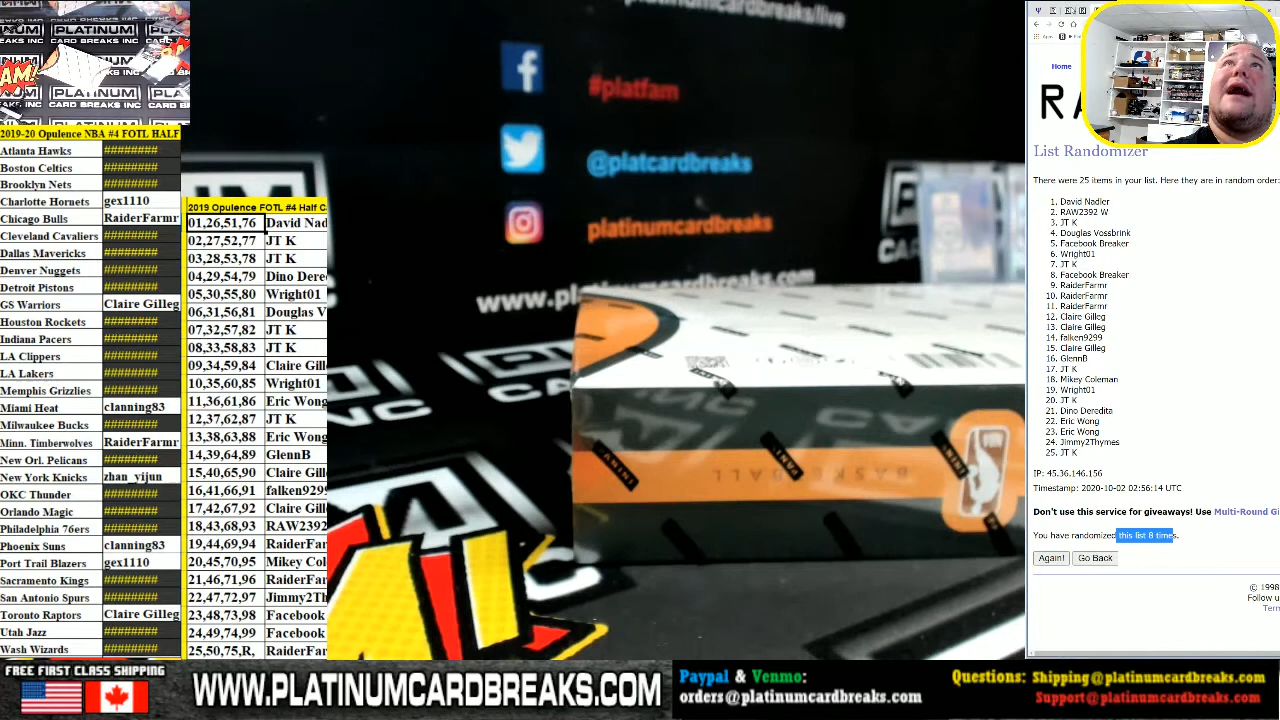 PLATINUM
CARD BREAKS INC
AM!
2019-20 Opulence NBA #4 FOTL HALF
Atlanta Hawks ########
Boston Celtics ########
Brooklyn Nets ########
Charlotte Hornets gex1110
Chicago Bulls RaiderFarmr
Cleveland Cavaliers ########
Dallas Mavericks ########
Denver Nuggets ########
Detroit Pistons ########
GS Warriors Claire Gilleg
Houston Rockets ########
Indiana Pacers ########
LA Clippers ########
LA Lakers ########
Memphis Grizzlies ########
Miami Heat clanning83
Milwaukee Bucks ########
Minn. Timberwolves RaiderFarmr
New Orl. Pelicans ########
New York Knicks zhan_yijun
OKC Thunder ########
Orlando Magic ########
Philadelphia 76ers ########
Phoenix Suns clanning83
Port Trail Blazers gex1110
Sacramento Kings ########
San Antonio Spurs ########
Toronto Raptors Claire Gilleg
Utah Jazz ########
Wash Wizards ########
2019 Opulence FOTL #4 Half C
01,26,51,76 David Nad
02,27,52,77 JT K
03,28,53,78 JT K
04,29,54,79 Dino Dere
05,30,55,80 Wright01
06,31,56,81 Douglas V
07,32,57,82 JT K
08,33,58,83 JT K
09,34,59,84 Claire Gill
10,35,60,85 Wright01
11,36,61,86 Eric Wong
12,37,62,87 JT K
13,38,63,88 Eric Wong
14,39,64,89 GlennB
15,40,65,90 Claire Gill
16,41,66,91 falken929
17,42,67,92 Claire Gill
18,43,68,93 RAW2392
19,44,69,94 RaiderFar
20,45,70,95 Mikey Col
21,46,71,96 RaiderFar
22,47,72,97 Jimmy2Th
23,48,73,98 Facebook
24,49,74,99 Facebook
25,50,75,R, RaiderFar
platinumcardbreaks.com/live
#platfam
@platcardbreaks
platinumcardbreaks
PANINI
BASKETBALL
Home
RA
List Randomizer
There were 25 items in your list. Here they are in random order:
1. David Nadler
2. RAW2392 W
3. JT K
4. Douglas Vossbrink
5. Facebook Breaker
6. Wright01
7. JT K
8. Facebook Breaker
9. RaiderFarmr
10. RaiderFarmr
11. RaiderFarmr
12. Claire Gilleg
13. Claire Gilleg
14. falken9299
15. Claire Gilleg
16. GlennB
17. JT K
18. Mikey Coleman
19. Wright01
20. JT K
21. Dino Deredita
22. Eric Wong
23. Eric Wong
24. Jimmy2Thymes
25. JT K
IP: 45.36.146.156
Timestamp: 2020-10-02 02:56:14 UTC
Don't use this service for giveaways! Use Multi-Round Gi
You have randomized this list 8 times.
Again! Go Back
© 1998
Follow u
Term
FREE FIRST CLASS SHIPPING
WWW.PLATINUMCARDBREAKS.COM
Paypal & Venmo:
orders@platinumcardbreaks.com
Questions: Shipping@platinumcardbreaks.com
Support@platinumcardbreaks.com